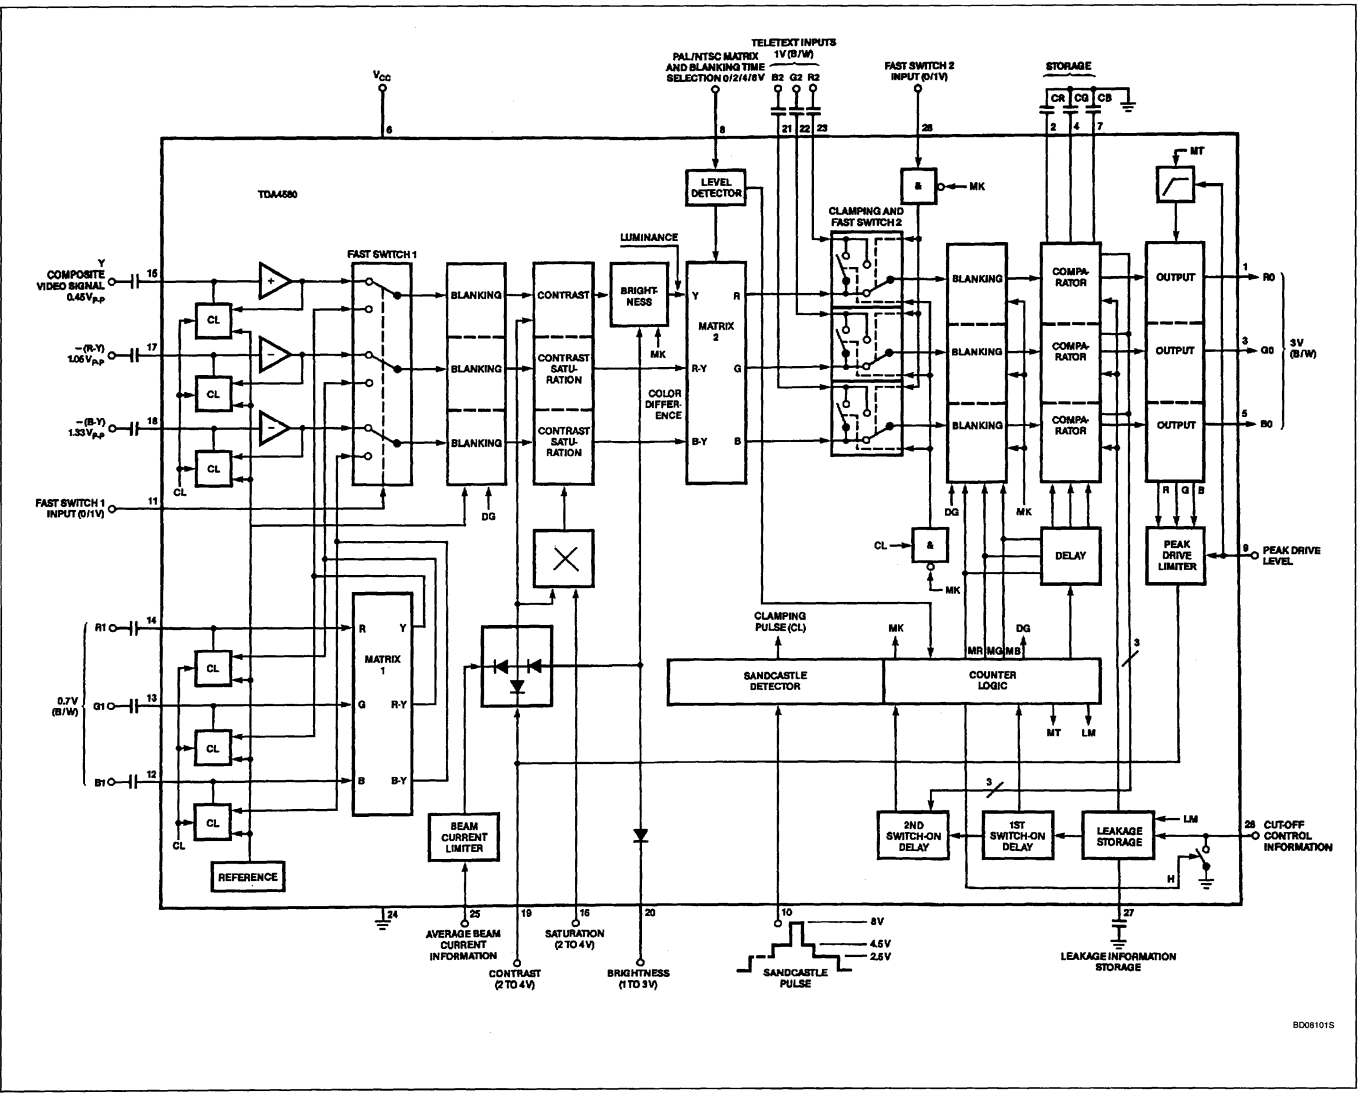 TELETEXT INPUTS
1V (B/W)
PAL/NTSC MATRIX
AND BLANKING TIME
SELECTION 0/2/4/8V
B2 G2 R2
FAST SWITCH 2
INPUT (0/1V)
STORAGE
VCC
CR CG CB
6
8
21 22 23
28
2 4 7
MT
TDA4580
LEVEL
DETECTOR
&
MK
CLAMPING AND
FAST SWITCH 2
LUMINANCE
FAST SWITCH 1
Y
COMPOSITE
VIDEO SIGNAL
0.45VP-P
15
+
CL
BLANKING
CONTRAST
BRIGHT-
NESS
MK
Y
R
MATRIX
2
BLANKING
COMPA-
RATOR
OUTPUT
1
R0
−(R-Y)
1.05VP-P
17
−
CL
BLANKING
CONTRAST
SATU-
RATION
R-Y
G
BLANKING
COMPA-
RATOR
OUTPUT
3
G0
3V
(B/W)
COLOR
DIFFER-
ENCE
−(B-Y)
1.33VP-P
18
−
CL
CL
BLANKING
CONTRAST
SATU-
RATION
B-Y
B
BLANKING
COMPA-
RATOR
OUTPUT
5
B0
FAST SWITCH 1
INPUT (0/1V)
11
DG
DG
MK
R G B
CL
&
MK
DELAY
PEAK
DRIVE
LIMITER
9
PEAK DRIVE
LEVEL
R1
14
R
Y
MATRIX
1
CL
CLAMPING
PULSE (CL)
MK
DG
MR MG MB
3
SANDCASTLE
DETECTOR
COUNTER
LOGIC
0.7V
(B/W)
G1
13
G
R-Y
CL
MT
LM
B1
12
B
B-Y
CL
CL
3
BEAM
CURRENT
LIMITER
2ND
SWITCH-ON
DELAY
1ST
SWITCH-ON
DELAY
LEAKAGE
STORAGE
LM
26
CUT-OFF
CONTROL
INFORMATION
H
REFERENCE
24
25
19
16
20
10
27
AVERAGE BEAM
CURRENT
INFORMATION
SATURATION
(2 TO 4V)
8V
4.5V
2.5V
CONTRAST
(2 TO 4V)
BRIGHTNESS
(1 TO 3V)
SANDCASTLE
PULSE
LEAKAGE INFORMATION
STORAGE
BD08101S